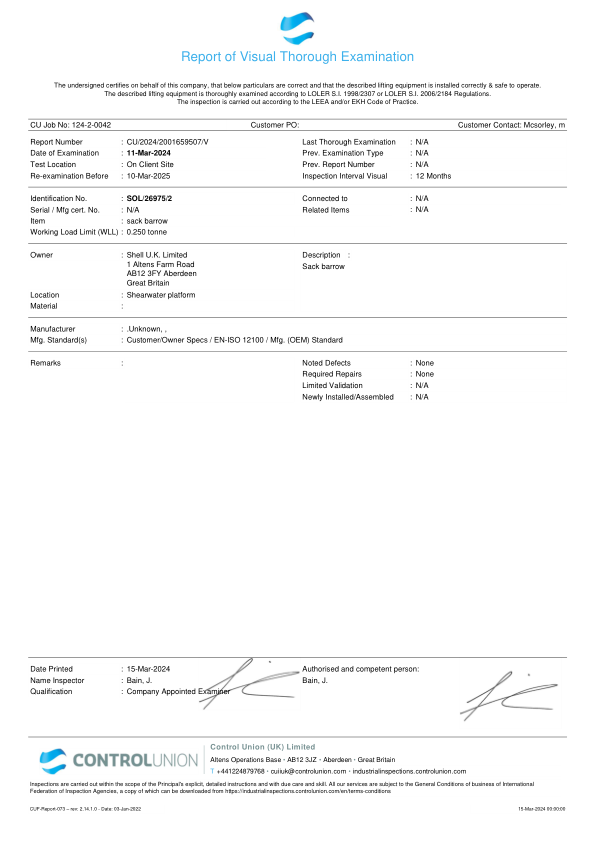 Report of Visual Thorough Examination
The undersigned certifies on behalf of this company, that below particulars are correct and that the described lifting equipment is installed correctly & safe to operate.
The described lifting equipment is thoroughly examined according to LOLER S.I. 1998/2307 or LOLER S.I. 2006/2184 Regulations.
The inspection is carried out according to the LEEA and/or EKH Code of Practice.
CU Job No: 124-2-0042 Customer PO: Customer Contact: Mcsorley, m
Report Number : CU/2024/2001659507/V Last Thorough Examination : N/A
Date of Examination : 11-Mar-2024 Prev. Examination Type : N/A
Test Location : On Client Site Prev. Report Number : N/A
Re-examination Before : 10-Mar-2025 Inspection Interval Visual : 12 Months
Identification No. : SOL/26975/2 Connected to : N/A
Serial / Mfg cert. No. : N/A Related Items : N/A
Item : sack barrow
Working Load Limit (WLL) : 0.250 tonne
Owner : Shell U.K. Limited Description :
1 Altens Farm Road Sack barrow
AB12 3FY Aberdeen
Great Britain
Location : Shearwater platform
Material :
Manufacturer : .Unknown, ,
Mfg. Standard(s) : Customer/Owner Specs / EN-ISO 12100 / Mfg. (OEM) Standard
Remarks : Noted Defects : None
Required Repairs : None
Limited Validation : N/A
Newly Installed/Assembled : N/A
Date Printed : 15-Mar-2024 Authorised and competent person:
Name Inspector : Bain, J. Bain, J.
Qualification : Company Appointed Examiner
CONTROLUNION
Control Union (UK) Limited
Altens Operations Base - AB12 3JZ - Aberdeen - Great Britain
T +441224879768 - cuiiuk@controlunion.com - industrialinspections.controlunion.com
Inspections are carried out within the scope of the Principal's explicit, detailed instructions and with due care and skill. All our services are subject to the General Conditions of business of International
Federation of Inspection Agencies, a copy of which can be downloaded from https://industrialinspections.controlunion.com/en/terms-conditions
CUF-Report-073 – rev: 2.14.1.0 - Date: 03-Jan-2022 15-Mar-2024 00:00:00